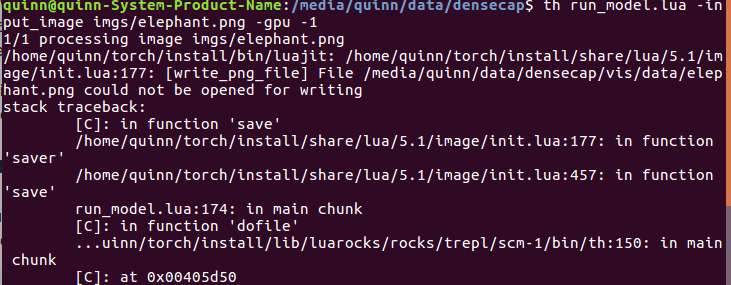 quinn@quinn-System-Product-Name:/media/quinn/data/densecap$ th run_model.lua -in
put_image imgs/elephant.png -gpu -1
1/1 processing image imgs/elephant.png
/home/quinn/torch/install/bin/luajit: /home/quinn/torch/install/share/lua/5.1/im
age/init.lua:177: [write_png_file] File /media/quinn/data/densecap/vis/data/elep
hant.png could not be opened for writing
stack traceback:
[C]: in function 'save'
/home/quinn/torch/install/share/lua/5.1/image/init.lua:177: in function
'saver'
/home/quinn/torch/install/share/lua/5.1/image/init.lua:457: in function
'save'
run_model.lua:174: in main chunk
[C]: in function 'dofile'
...uinn/torch/install/lib/luarocks/rocks/trepl/scm-1/bin/th:150: in main
chunk
[C]: at 0x00405d50